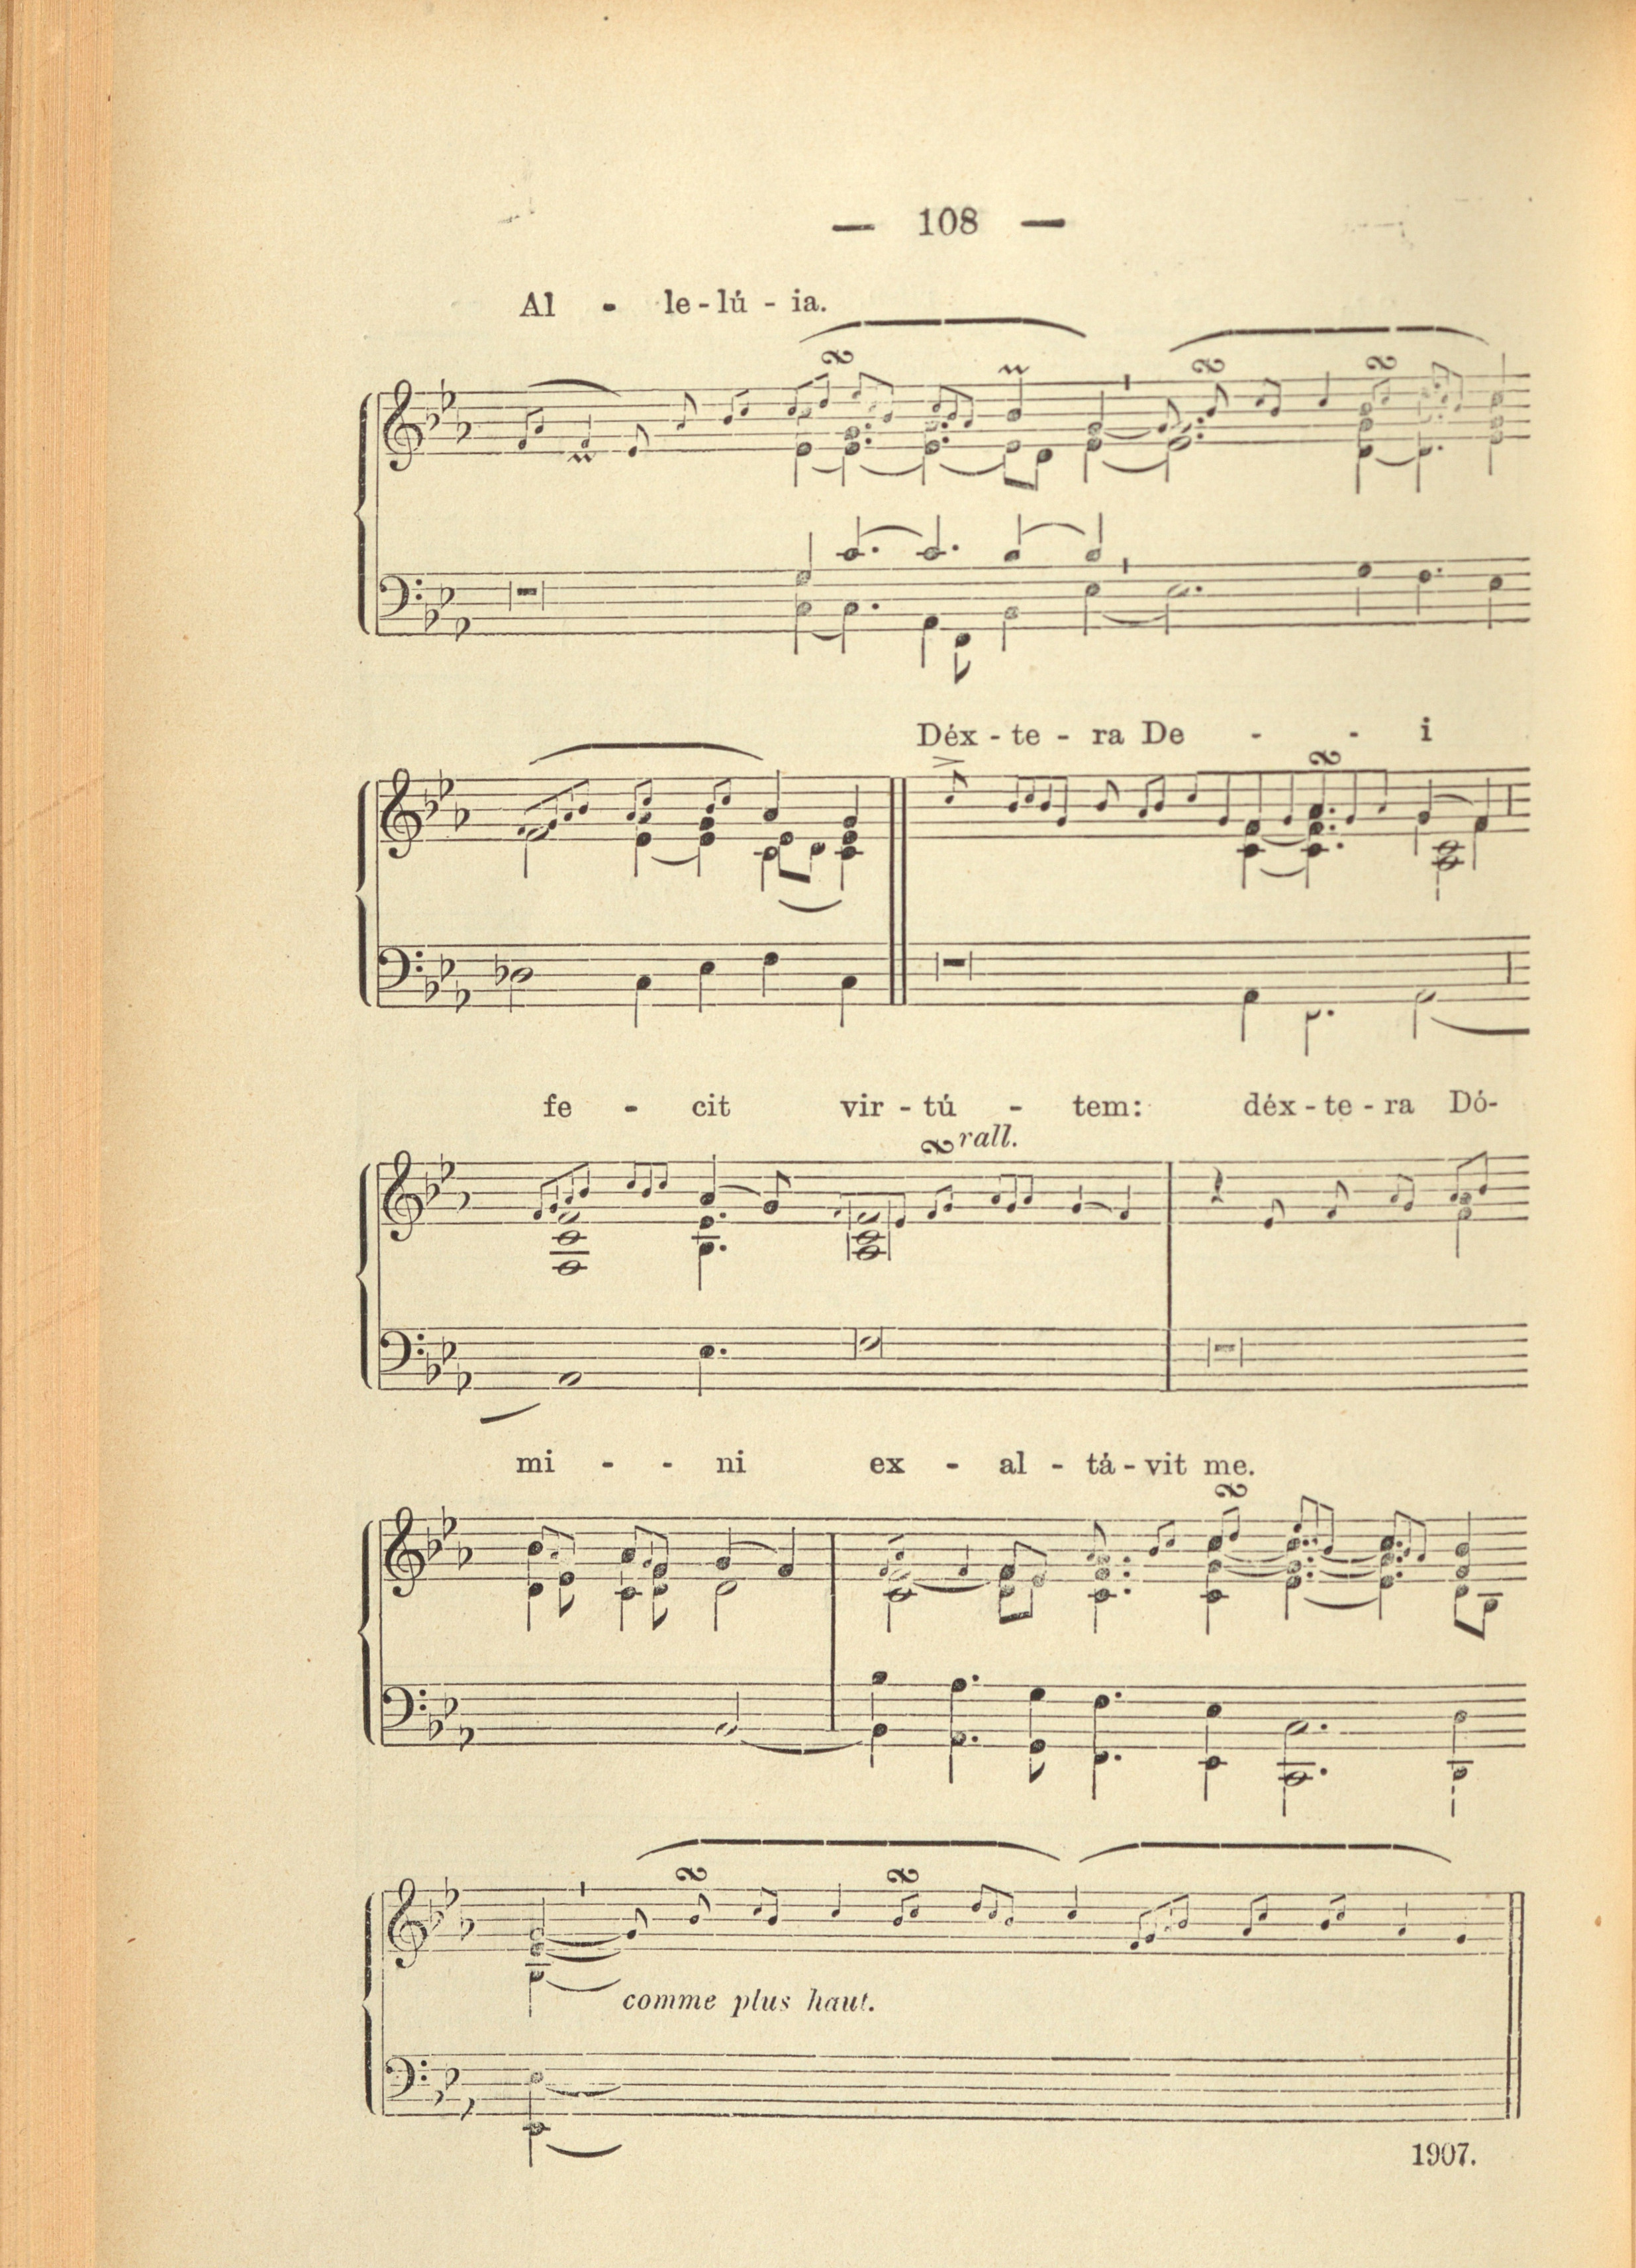 — 108 —
Al - le - lú - ia.
Déx - te - ra De - - i
fe - cit vir - tú - tem: déx - te - ra Dó-
rall.
mi - - ni ex - al - tá - vit me.
comme plus haut.
1907.